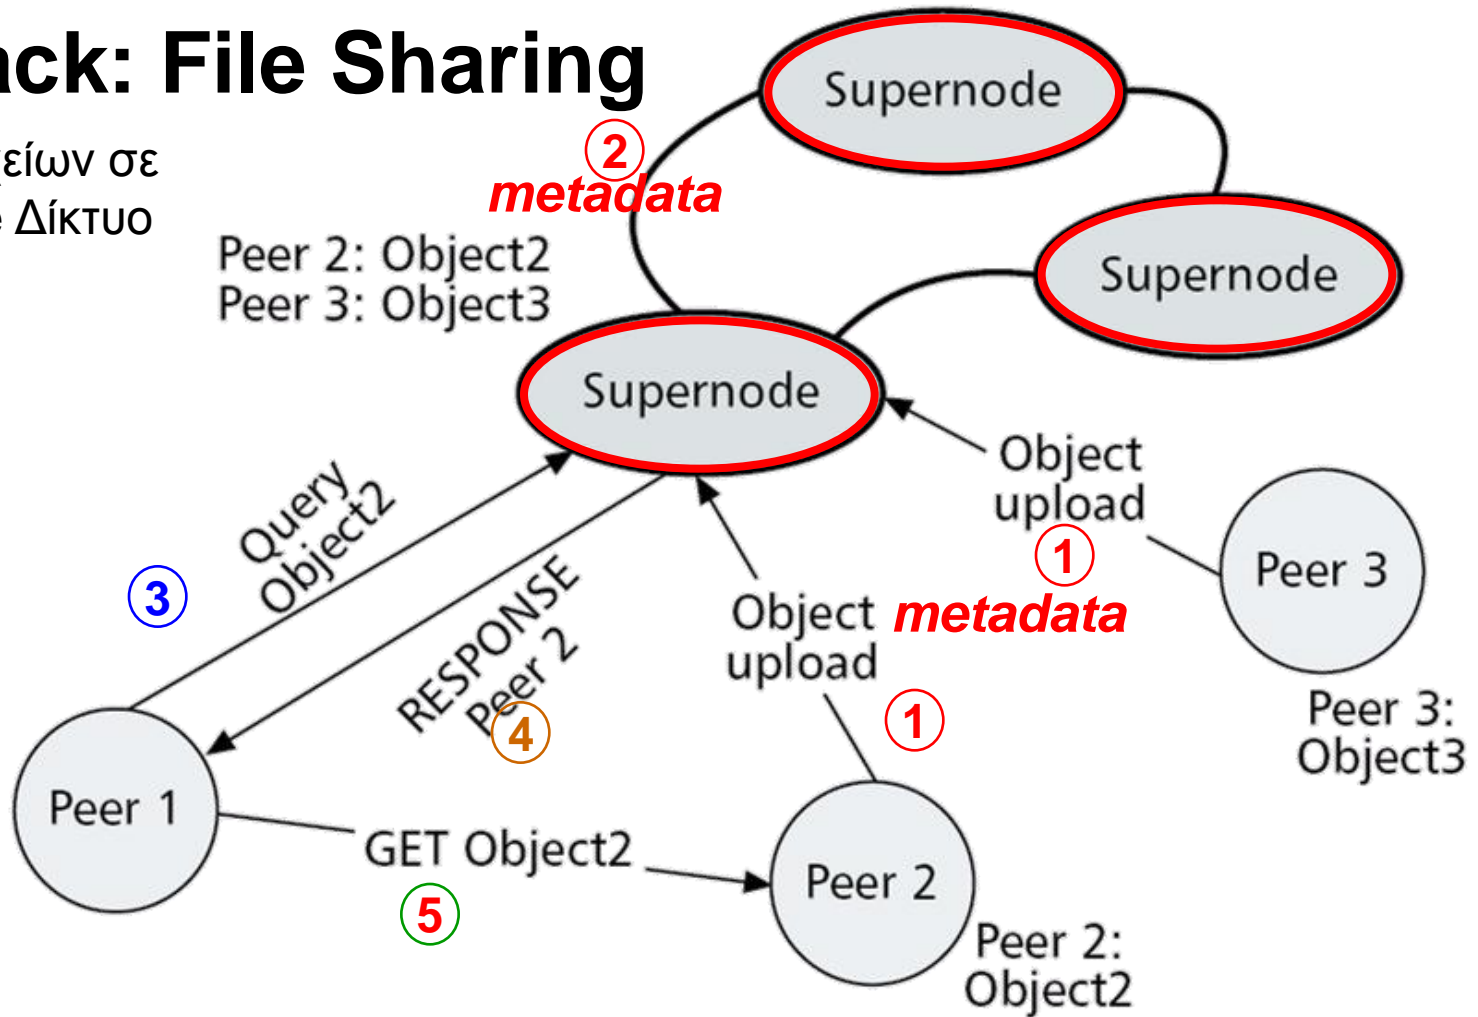 ack: File Sharing
είων σε
Δίκτυο
Supernode
2
metadata
Peer 2: Object2
Peer 3: Object3
Supernode
Supernode
Query
Object2
3
RESPONSE
Peer 2
4
Object
upload
1
metadata
Object
upload
1
Peer 3
Peer 3:
Object3
Peer 1
GET Object2
5
Peer 2
Peer 2:
Object2